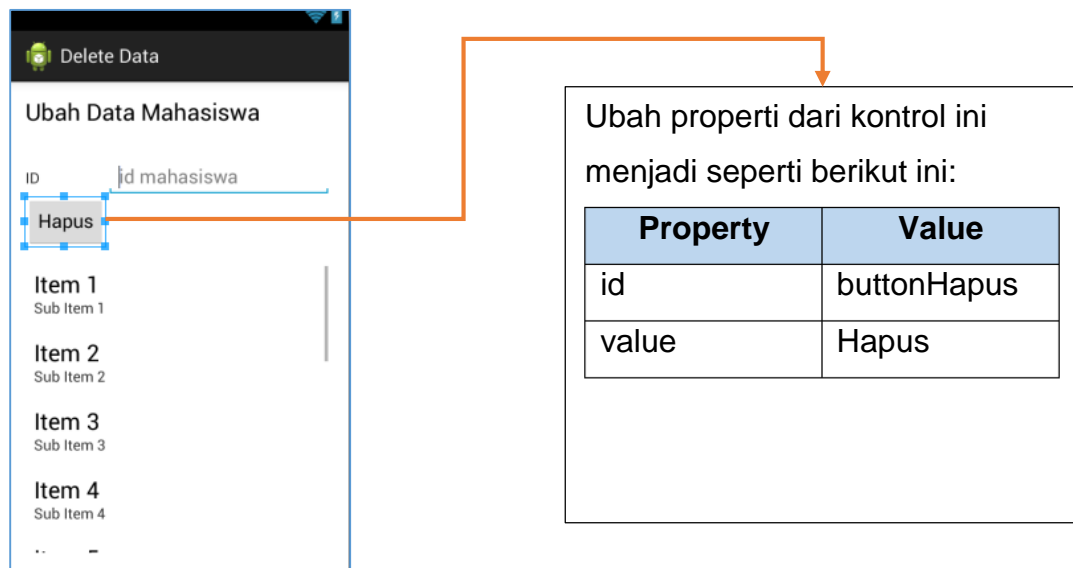 Delete Data
Ubah Data Mahasiswa
ID
id mahasiswa
Hapus
Item 1
Sub Item 1
Item 2
Sub Item 2
Item 3
Sub Item 3
Item 4
Sub Item 4
Ubah properti dari kontrol ini
menjadi seperti berikut ini:
Property Value
id buttonHapus
value Hapus